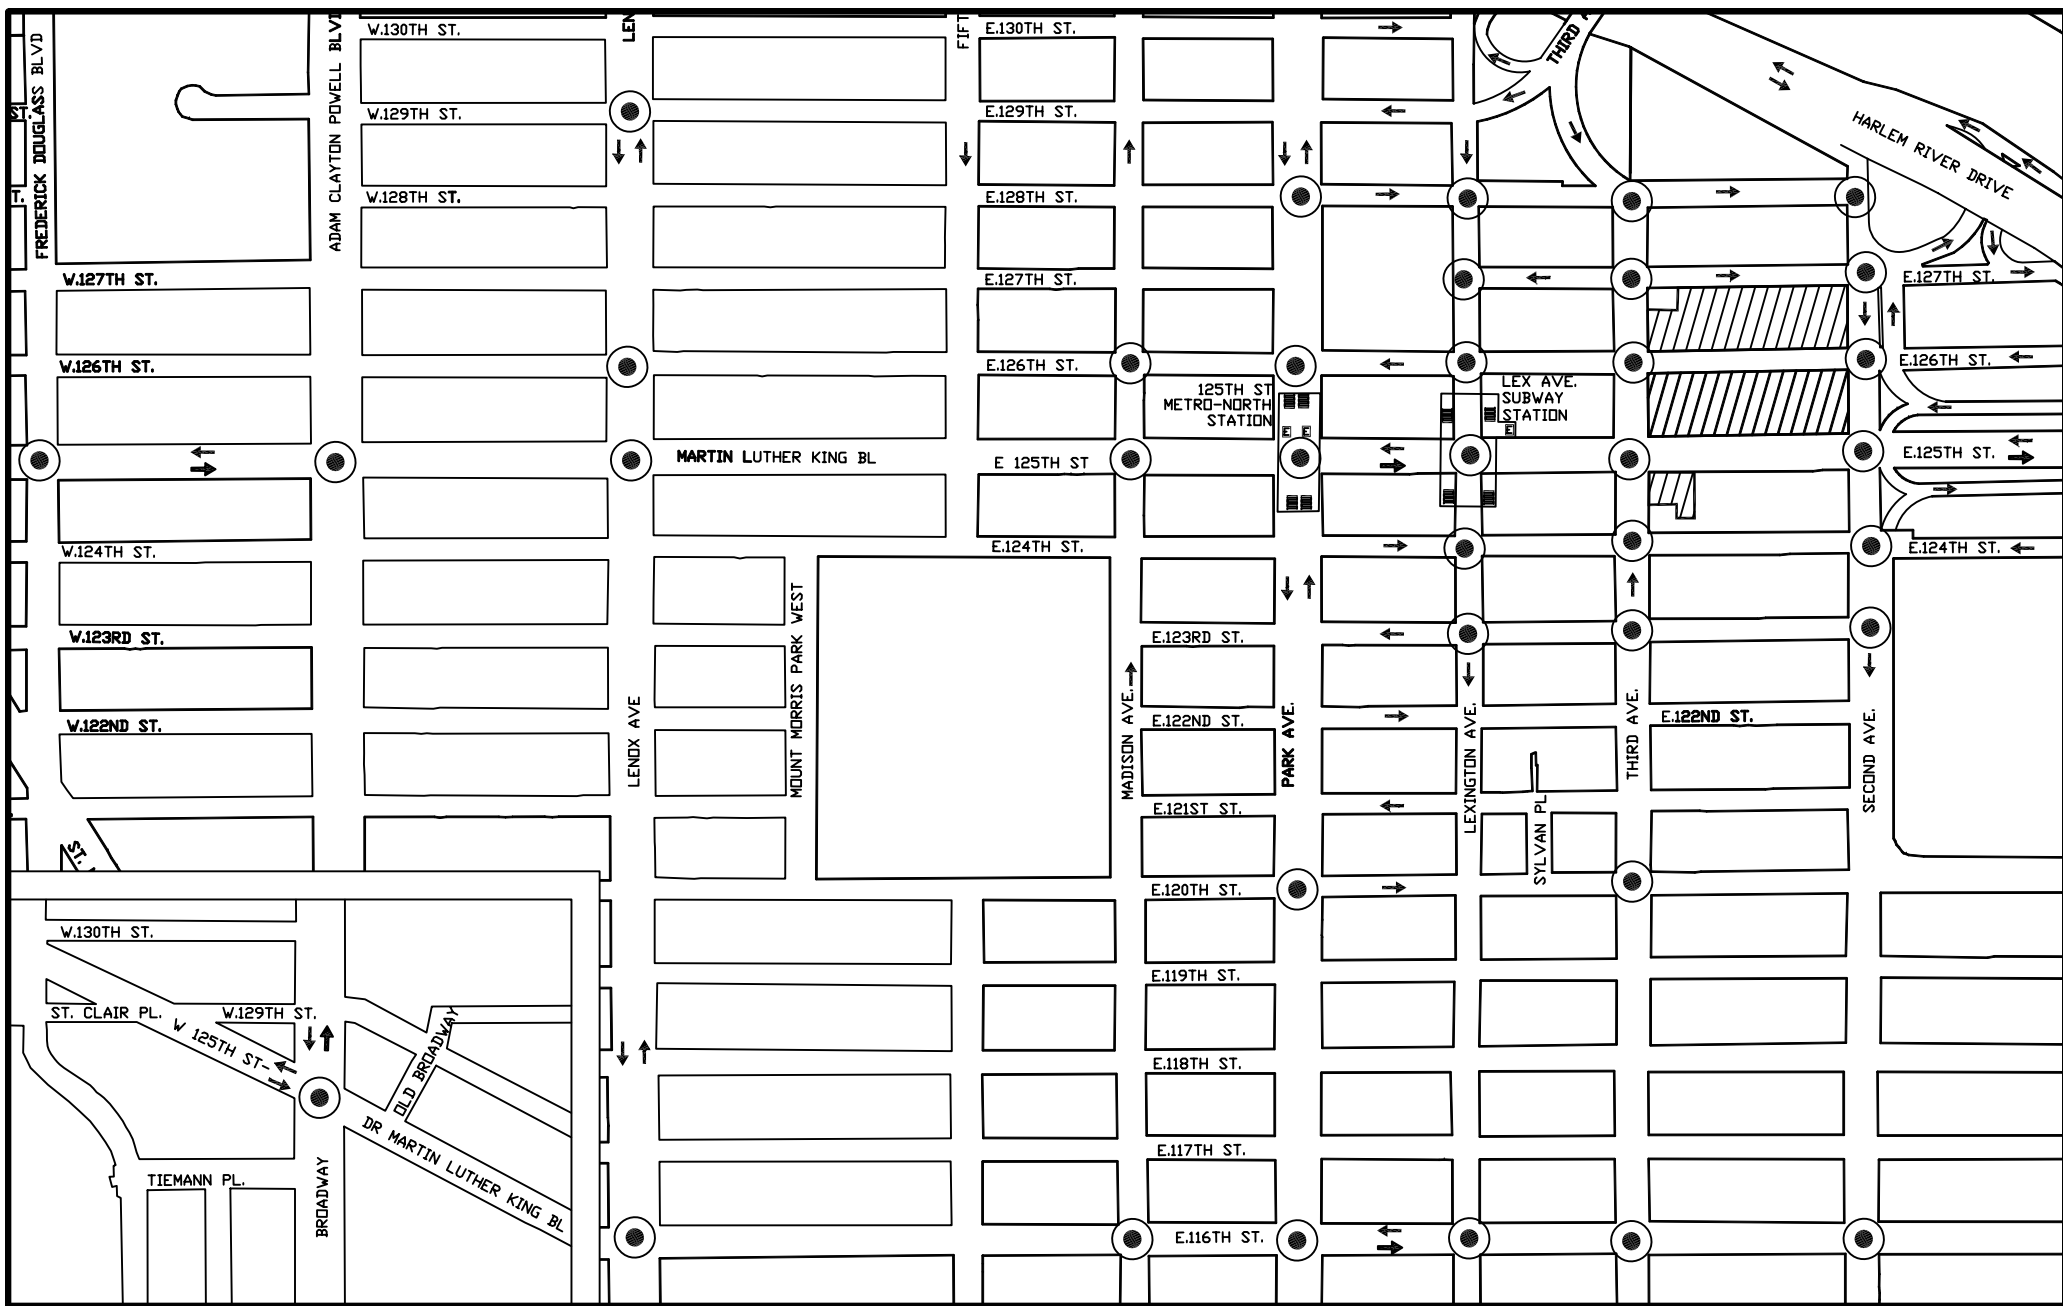 FREDERICK DOUGLASS BLVD
ADAM CLAYTON POWELL BLV
W.130TH ST.
LEN
FIFT
E.130TH ST.
THIRD
ST.
W.129TH ST.
E.129TH ST.
HARLEM RIVER DRIVE
T.
W.128TH ST.
E.128TH ST.
W.127TH ST.
E.127TH ST.
E.127TH ST.
W.126TH ST.
E.126TH ST.
E.126TH ST.
125TH ST
METRO-NORTH
STATION
LEX AVE.
SUBWAY
STATION
E
E
E
MARTIN LUTHER KING BL
E 125TH ST
E.125TH ST.
W.124TH ST.
E.124TH ST.
E.124TH ST.
W.123RD ST.
MOUNT MORRIS PARK WEST
E.123RD ST.
W.122ND ST.
LENOX AVE
MADISON AVE.
E.122ND ST.
PARK AVE.
LEXINGTON AVE.
THIRD AVE.
E.122ND ST.
SECOND AVE.
E.121ST ST.
SYLVAN PL
ST.
E.120TH ST.
W.130TH ST.
E.119TH ST.
ST. CLAIR PL.
W 125TH ST
W.129TH ST.
OLD BROADWAY
E.118TH ST.
DR MARTIN LUTHER KING BL
E.117TH ST.
TIEMANN PL.
BROADWAY
E.116TH ST.